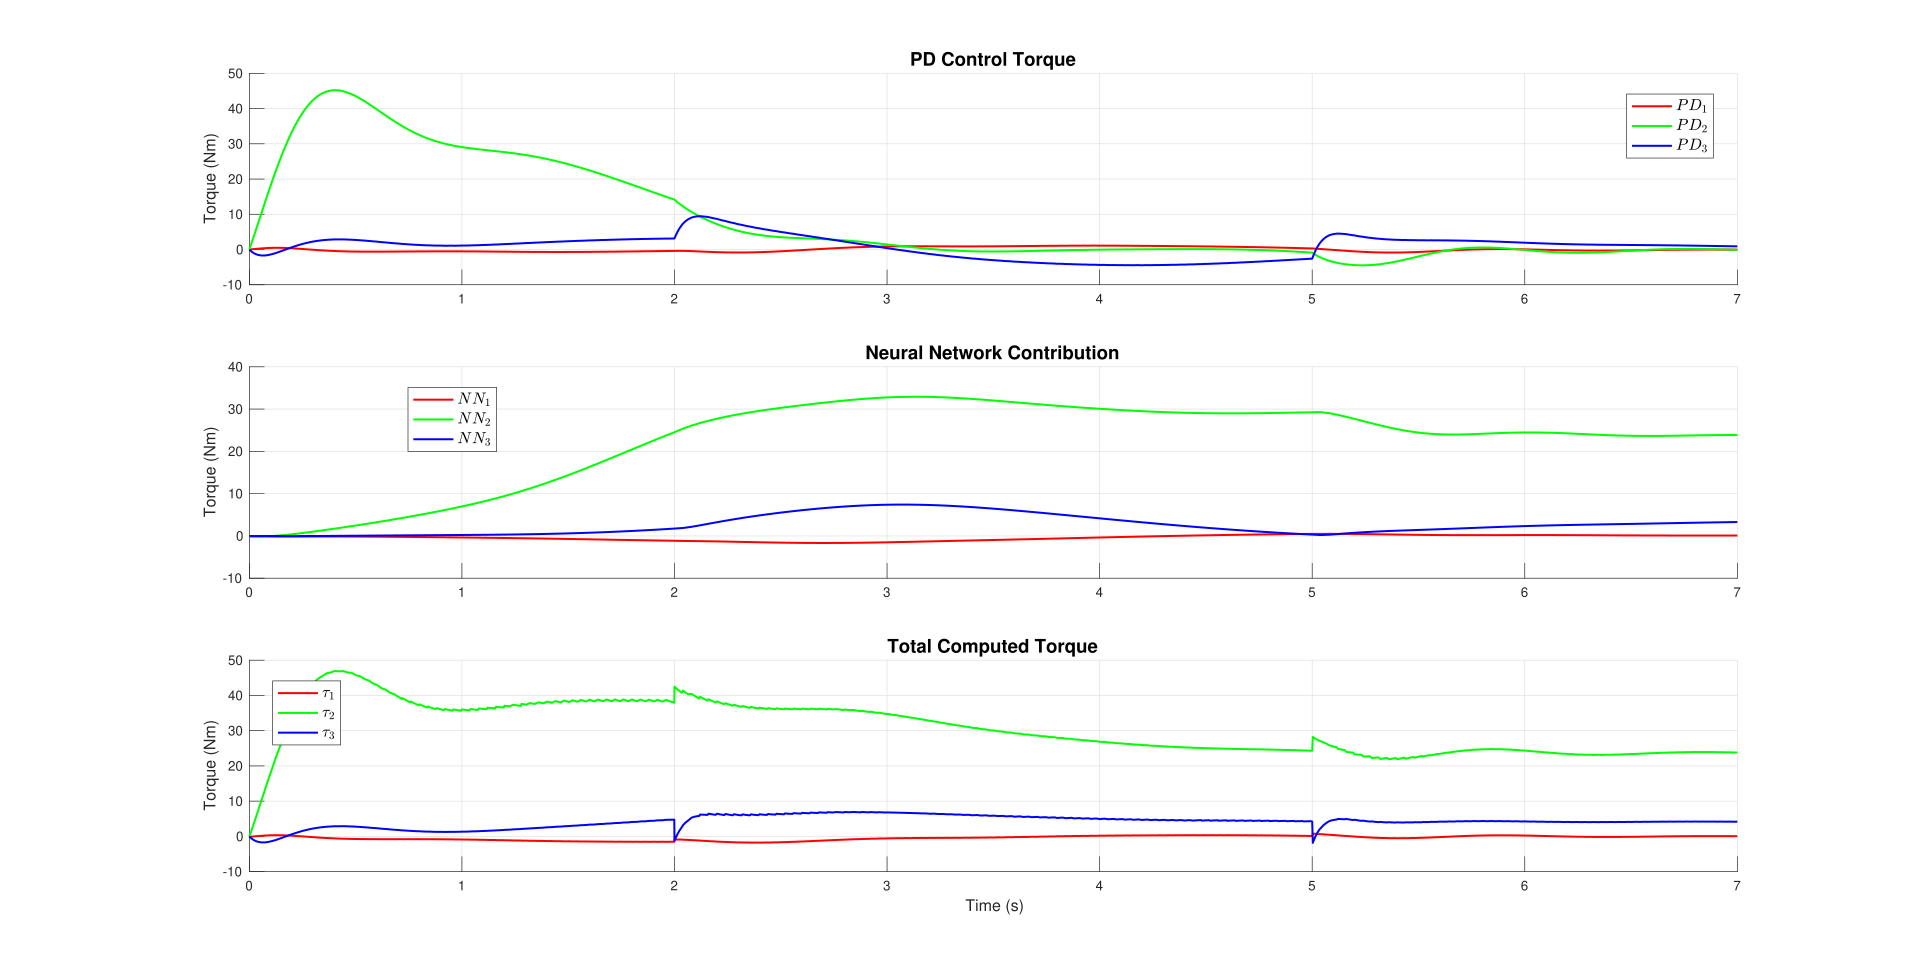 PD Control Torque
Torque (Nm)
50
40
30
20
10
0
-10
0 1 2 3 4 5 6 7
PD₁
PD₂
PD₃
Neural Network Contribution
Torque (Nm)
40
30
20
10
0
-10
0 1 2 3 4 5 6 7
NN₁
NN₂
NN₃
Total Computed Torque
Torque (Nm)
50
40
30
20
10
0
-10
0 1 2 3 4 5 6 7
τ₁
τ₂
τ₃
Time (s)